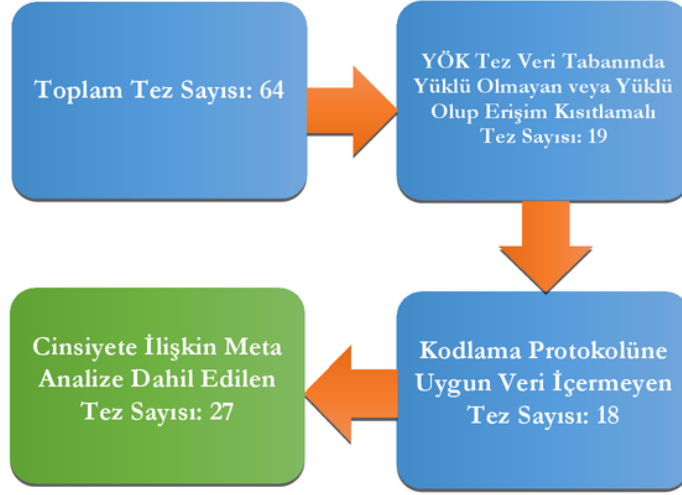 Toplam Tez Sayısı: 64
YÖK Tez Veri Tabanında
Yüklü Olmayan veya Yüklü
Olup Erişim Kısıtlamalı
Tez Sayısı: 19
Kodlama Protokolüne
Uygun Veri İçermeyen
Tez Sayısı: 18
Cinsiyete İlişkin Meta
Analize Dahil Edilen
Tez Sayısı: 27